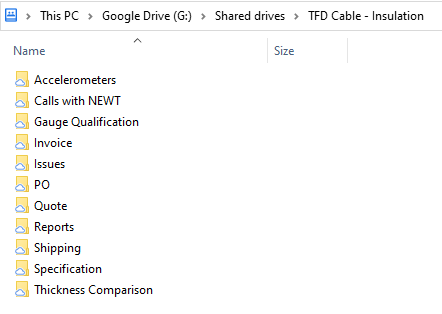 This PC > Google Drive (G:) > Shared drives > TFD Cable - Insulation
Name Size
Accelerometers
Calls with NEWT
Gauge Qualification
Invoice
Issues
PO
Quote
Reports
Shipping
Specification
Thickness Comparison